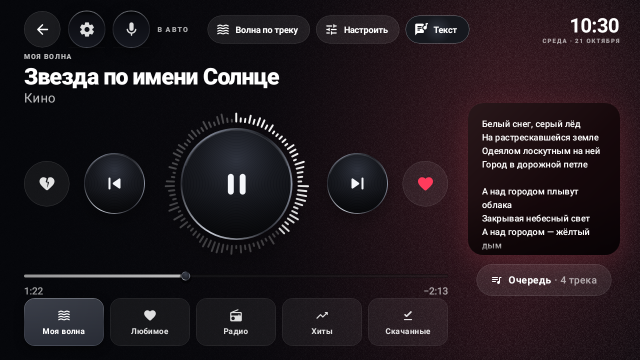 В АВТО
Волна по треку
Настроить
Текст
10:30
СРЕДА · 21 ОКТЯБРЯ
МОЯ ВОЛНА
Звезда по имени Солнце
Кино
Белый снег, серый лёд
На растрескавшейся земле
Одеялом лоскутным на ней
Город в дорожной петле
А над городом плывут
облака
Закрывая небесный свет
А над городом — жёлтый
дым
1:22
−2:13
Очередь · 4 трека
Моя волна
Любимое
Радио
Хиты
Скачанные